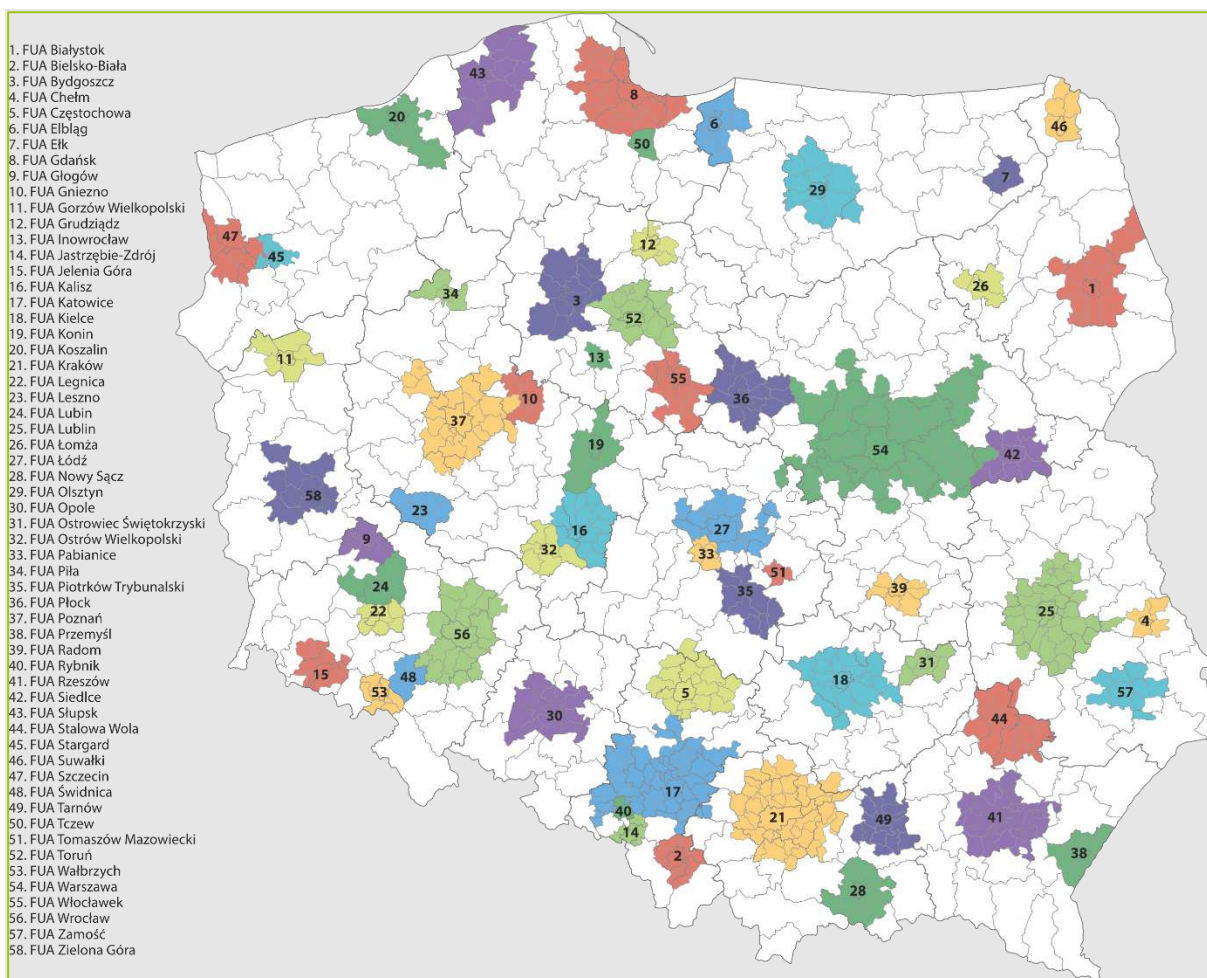 1. FUA Białystok
2. FUA Bielsko-Biała
3. FUA Bydgoszcz
4. FUA Chełm
5. FUA Częstochowa
6. FUA Elbląg
7. FUA Ełk
8. FUA Gdańsk
9. FUA Głogów
10. FUA Gniezno
11. FUA Gorzów Wielkopolski
12. FUA Grudziądz
13. FUA Inowrocław
14. FUA Jastrzębie-Zdrój
15. FUA Jelenia Góra
16. FUA Kalisz
17. FUA Katowice
18. FUA Kielce
19. FUA Konin
20. FUA Koszalin
21. FUA Kraków
22. FUA Legnica
23. FUA Leszno
24. FUA Lubin
25. FUA Lublin
26. FUA Łomża
27. FUA Łódź
28. FUA Nowy Sącz
29. FUA Olsztyn
30. FUA Opole
31. FUA Ostrowiec Świętokrzyski
32. FUA Ostrów Wielkopolski
33. FUA Pabianice
34. FUA Piła
35. FUA Piotrków Trybunalski
36. FUA Płock
37. FUA Poznań
38. FUA Przemyśl
39. FUA Radom
40. FUA Rybnik
41. FUA Rzeszów
42. FUA Siedlce
43. FUA Słupsk
44. FUA Stalowa Wola
45. FUA Stargard
46. FUA Suwałki
47. FUA Szczecin
48. FUA Świdnica
49. FUA Tarnów
50. FUA Tczew
51. FUA Tomaszów Mazowiecki
52. FUA Toruń
53. FUA Wałbrzych
54. FUA Warszawa
55. FUA Włocławek
56. FUA Wrocław
57. FUA Zamość
58. FUA Zielona Góra
43
8
20
6
46
50
7
29
47
12
45
26
1
34
3
52
11
13
55
36
10
37
19
54
42
58
23
16
27
9
32
33
51
24
35
39
22
25
4
56
15
48
31
53
5
18
57
30
44
17
40
21
49
41
14
2
38
28